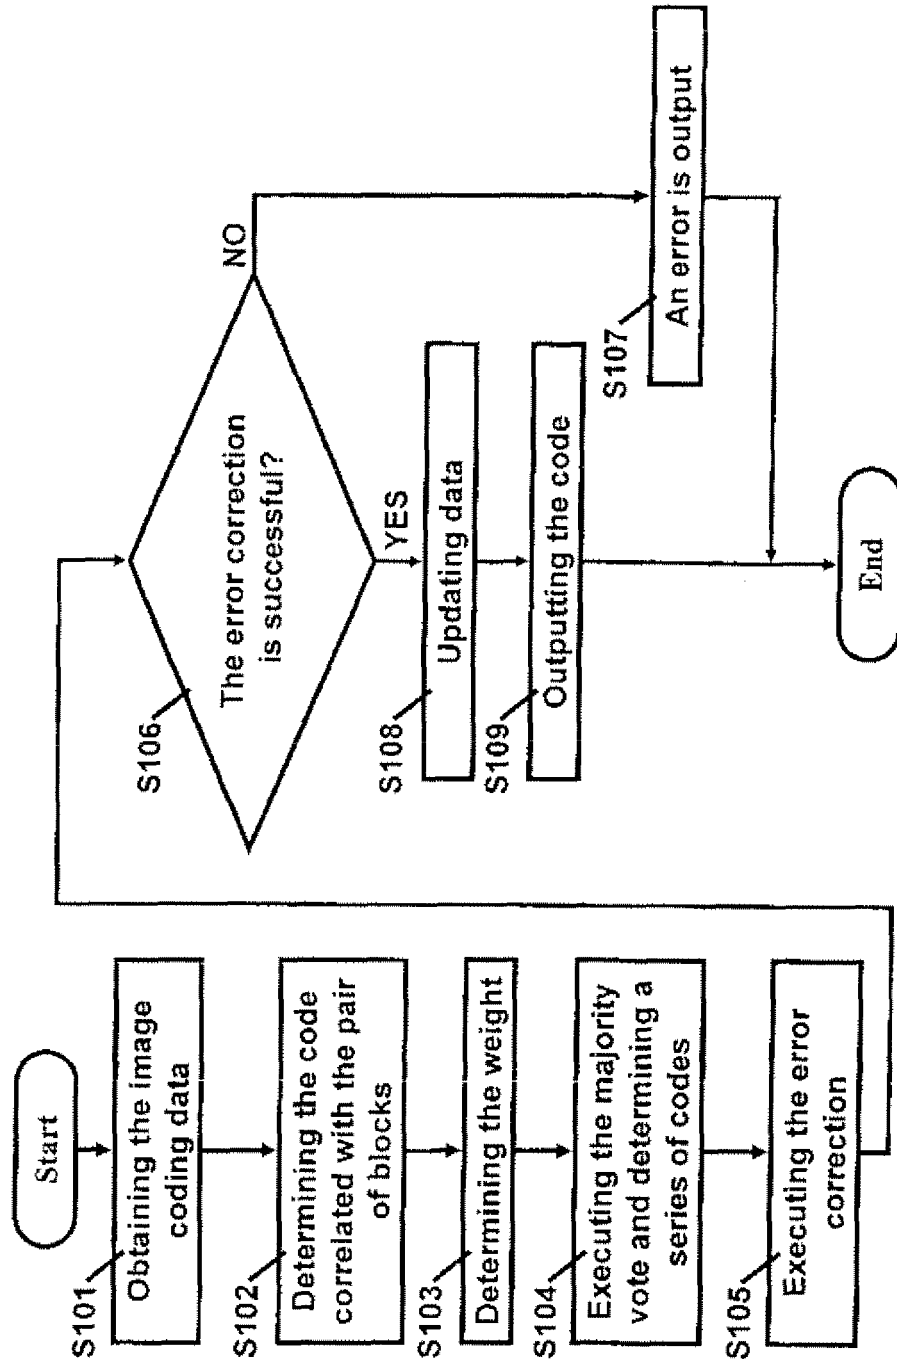 Start
S101
Obtaining the image
coding data
S102
Determining the code
correlated with the pair
of blocks
S103
Determining the weight
S104
Executing the majority
vote and determining a
series of codes
S105
Executing the error
correction
S106
The error correction
is successful?
NO
YES
S108
Updating data
S109
Outputting the code
S107
An error is output
End